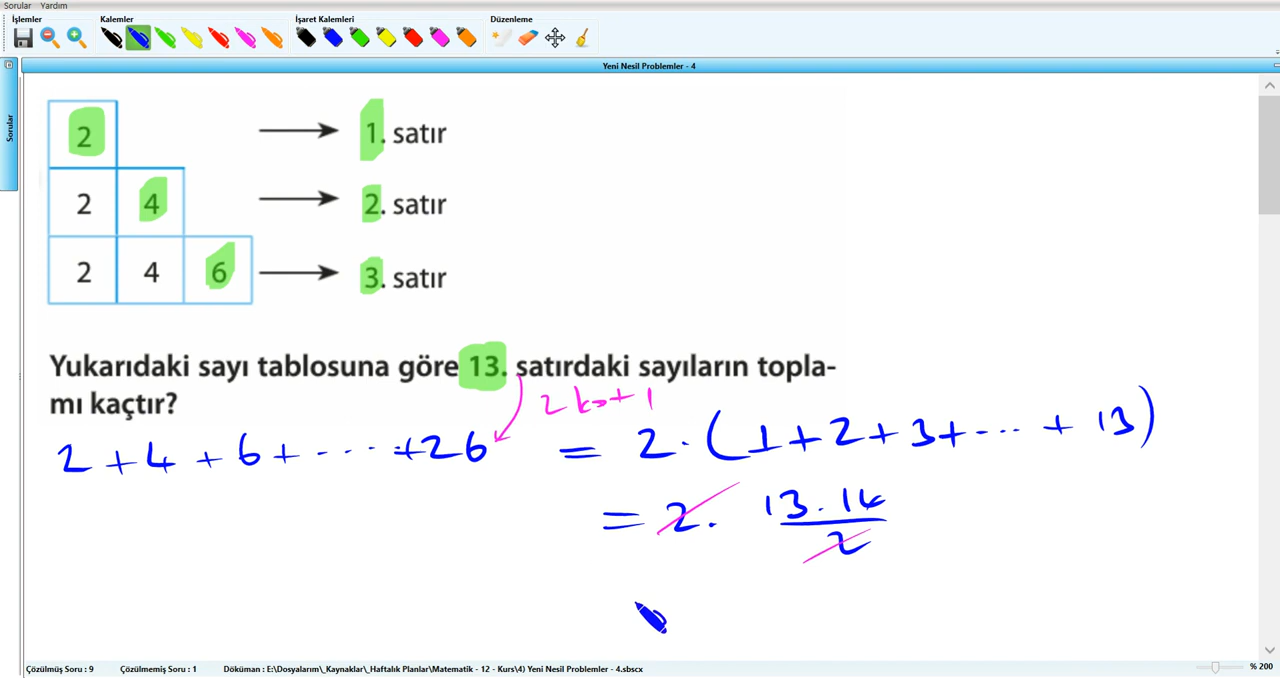 Sorular Yardım
İşlemler Kalemler İşaret Kalemleri Düzenleme
Yeni Nesil Problemler - 4
Sorular
2 1. satır
2 4 2. satır
2 4 6 3. satır
Yukarıdaki sayı tablosuna göre 13. satırdaki sayıların topla-
mı kaçtır?
2 + 4 + 6 + ... + 26 = 2 . (1 + 2 + 3 + ... + 13)
= 2 . 13 . 14 / 2
Çözülmüş Soru : 9 Çözülmemiş Soru : 1 Döküman : E:\Dosyalarım\_Kaynaklar\_Haftalık Planlar\Matematik - 12 - Kurs\4) Yeni Nesil Problemler - 4.sbscx % 200